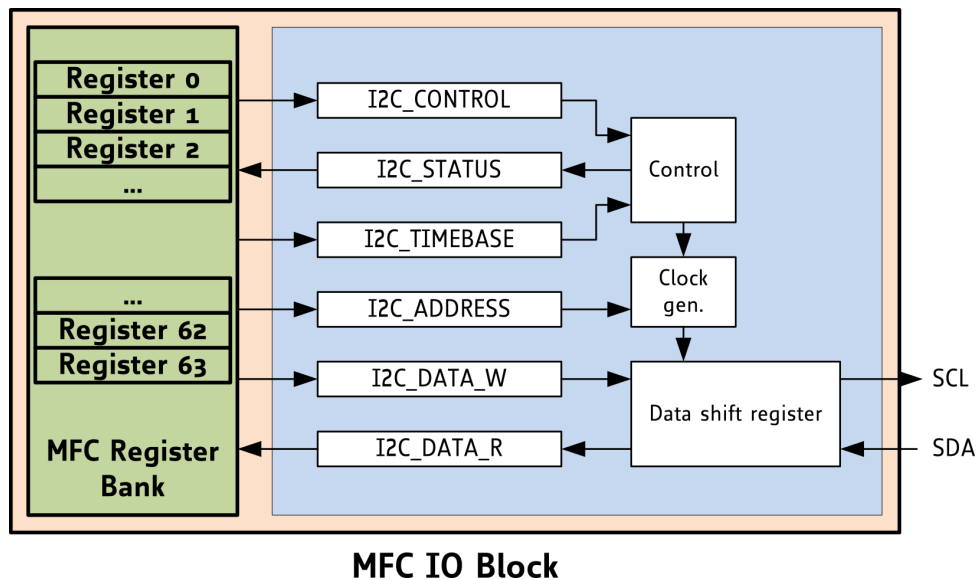 Register 0
Register 1
Register 2
...
...
Register 62
Register 63
MFC Register
Bank
I2C_CONTROL
I2C_STATUS
I2C_TIMEBASE
I2C_ADDRESS
I2C_DATA_W
I2C_DATA_R
Control
Clock
gen.
Data shift register
SCL
SDA
MFC IO Block